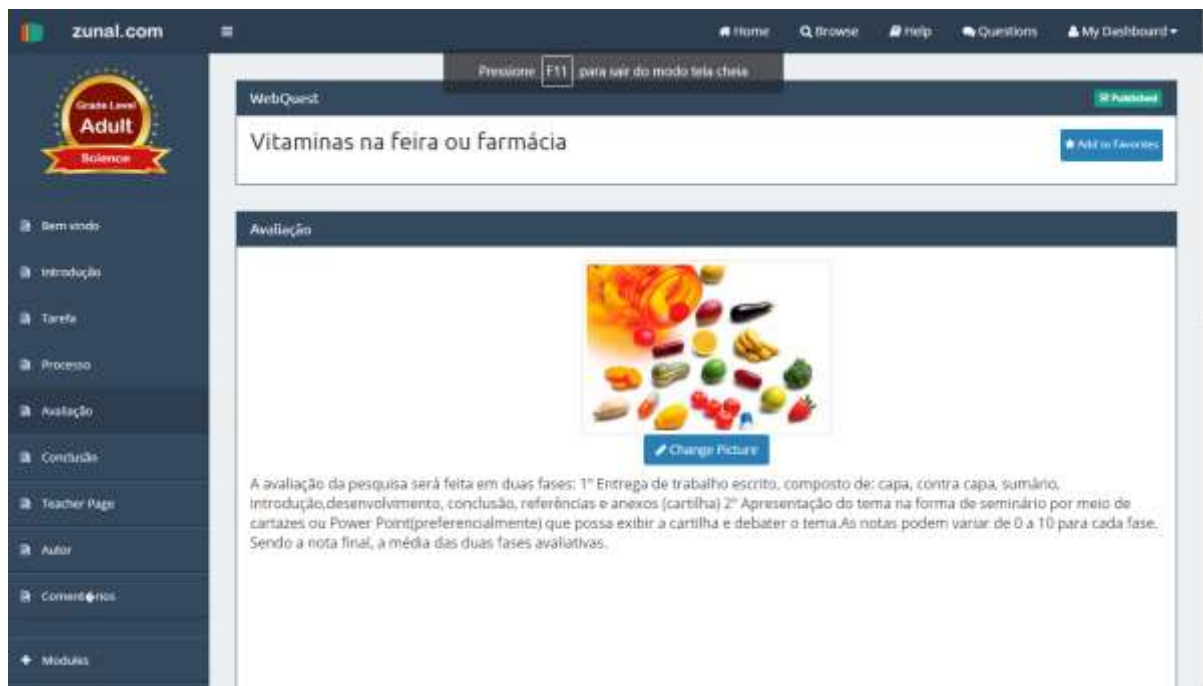 zunal.com
Home
Browse
Help
Questions
My Dashboard
Pressione F11 para sair do modo tela cheia
Grade Level
Adult
Science
WebQuest
Published
Vitaminas na feira ou farmácia
Add to Favorites
Bem vindo
Introdução
Tarefa
Processo
Avaliação
Conclusão
Teacher Page
Autor
Coment�rios
Modules
Avaliação
Change Picture
A avaliação da pesquisa será feita em duas fases: 1º Entrega de trabalho escrito, composto de: capa, contra capa, sumário,
introdução,desenvolvimento, conclusão, referências e anexos (cartilha) 2º Apresentação do tema na forma de seminário por meio de
cartazes ou Power Point(preferencialmente) que possa exibir a cartilha e debater o tema.As notas podem variar de 0 a 10 para cada fase.
Sendo a nota final, a média das duas fases avaliativas.